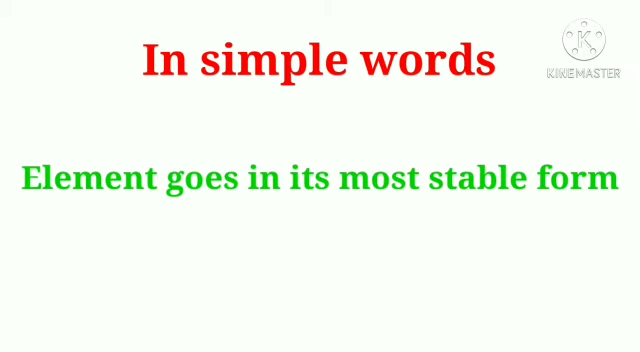 In simple words
KINEMASTER
Element goes in its most stable form